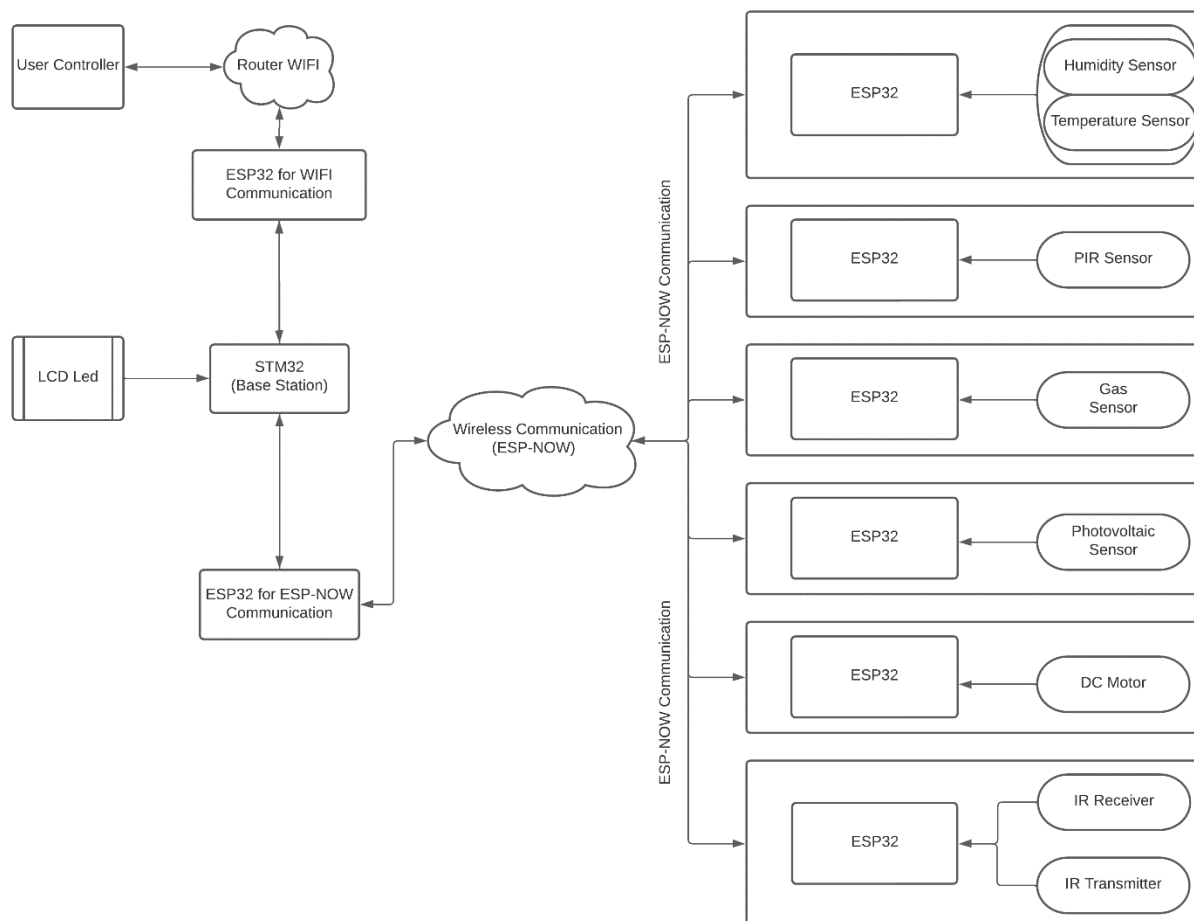 User Controller
Router WIFI
ESP32 for WIFI
Communication
LCD Led
STM32
(Base Station)
ESP32 for ESP-NOW
Communication
Wireless Communication
(ESP-NOW)
ESP-NOW Communication
ESP-NOW Communication
ESP32
Humidity Sensor
Temperature Sensor
ESP32
PIR Sensor
ESP32
Gas
Sensor
ESP32
Photovoltaic
Sensor
ESP32
DC Motor
ESP32
IR Receiver
IR Transmitter